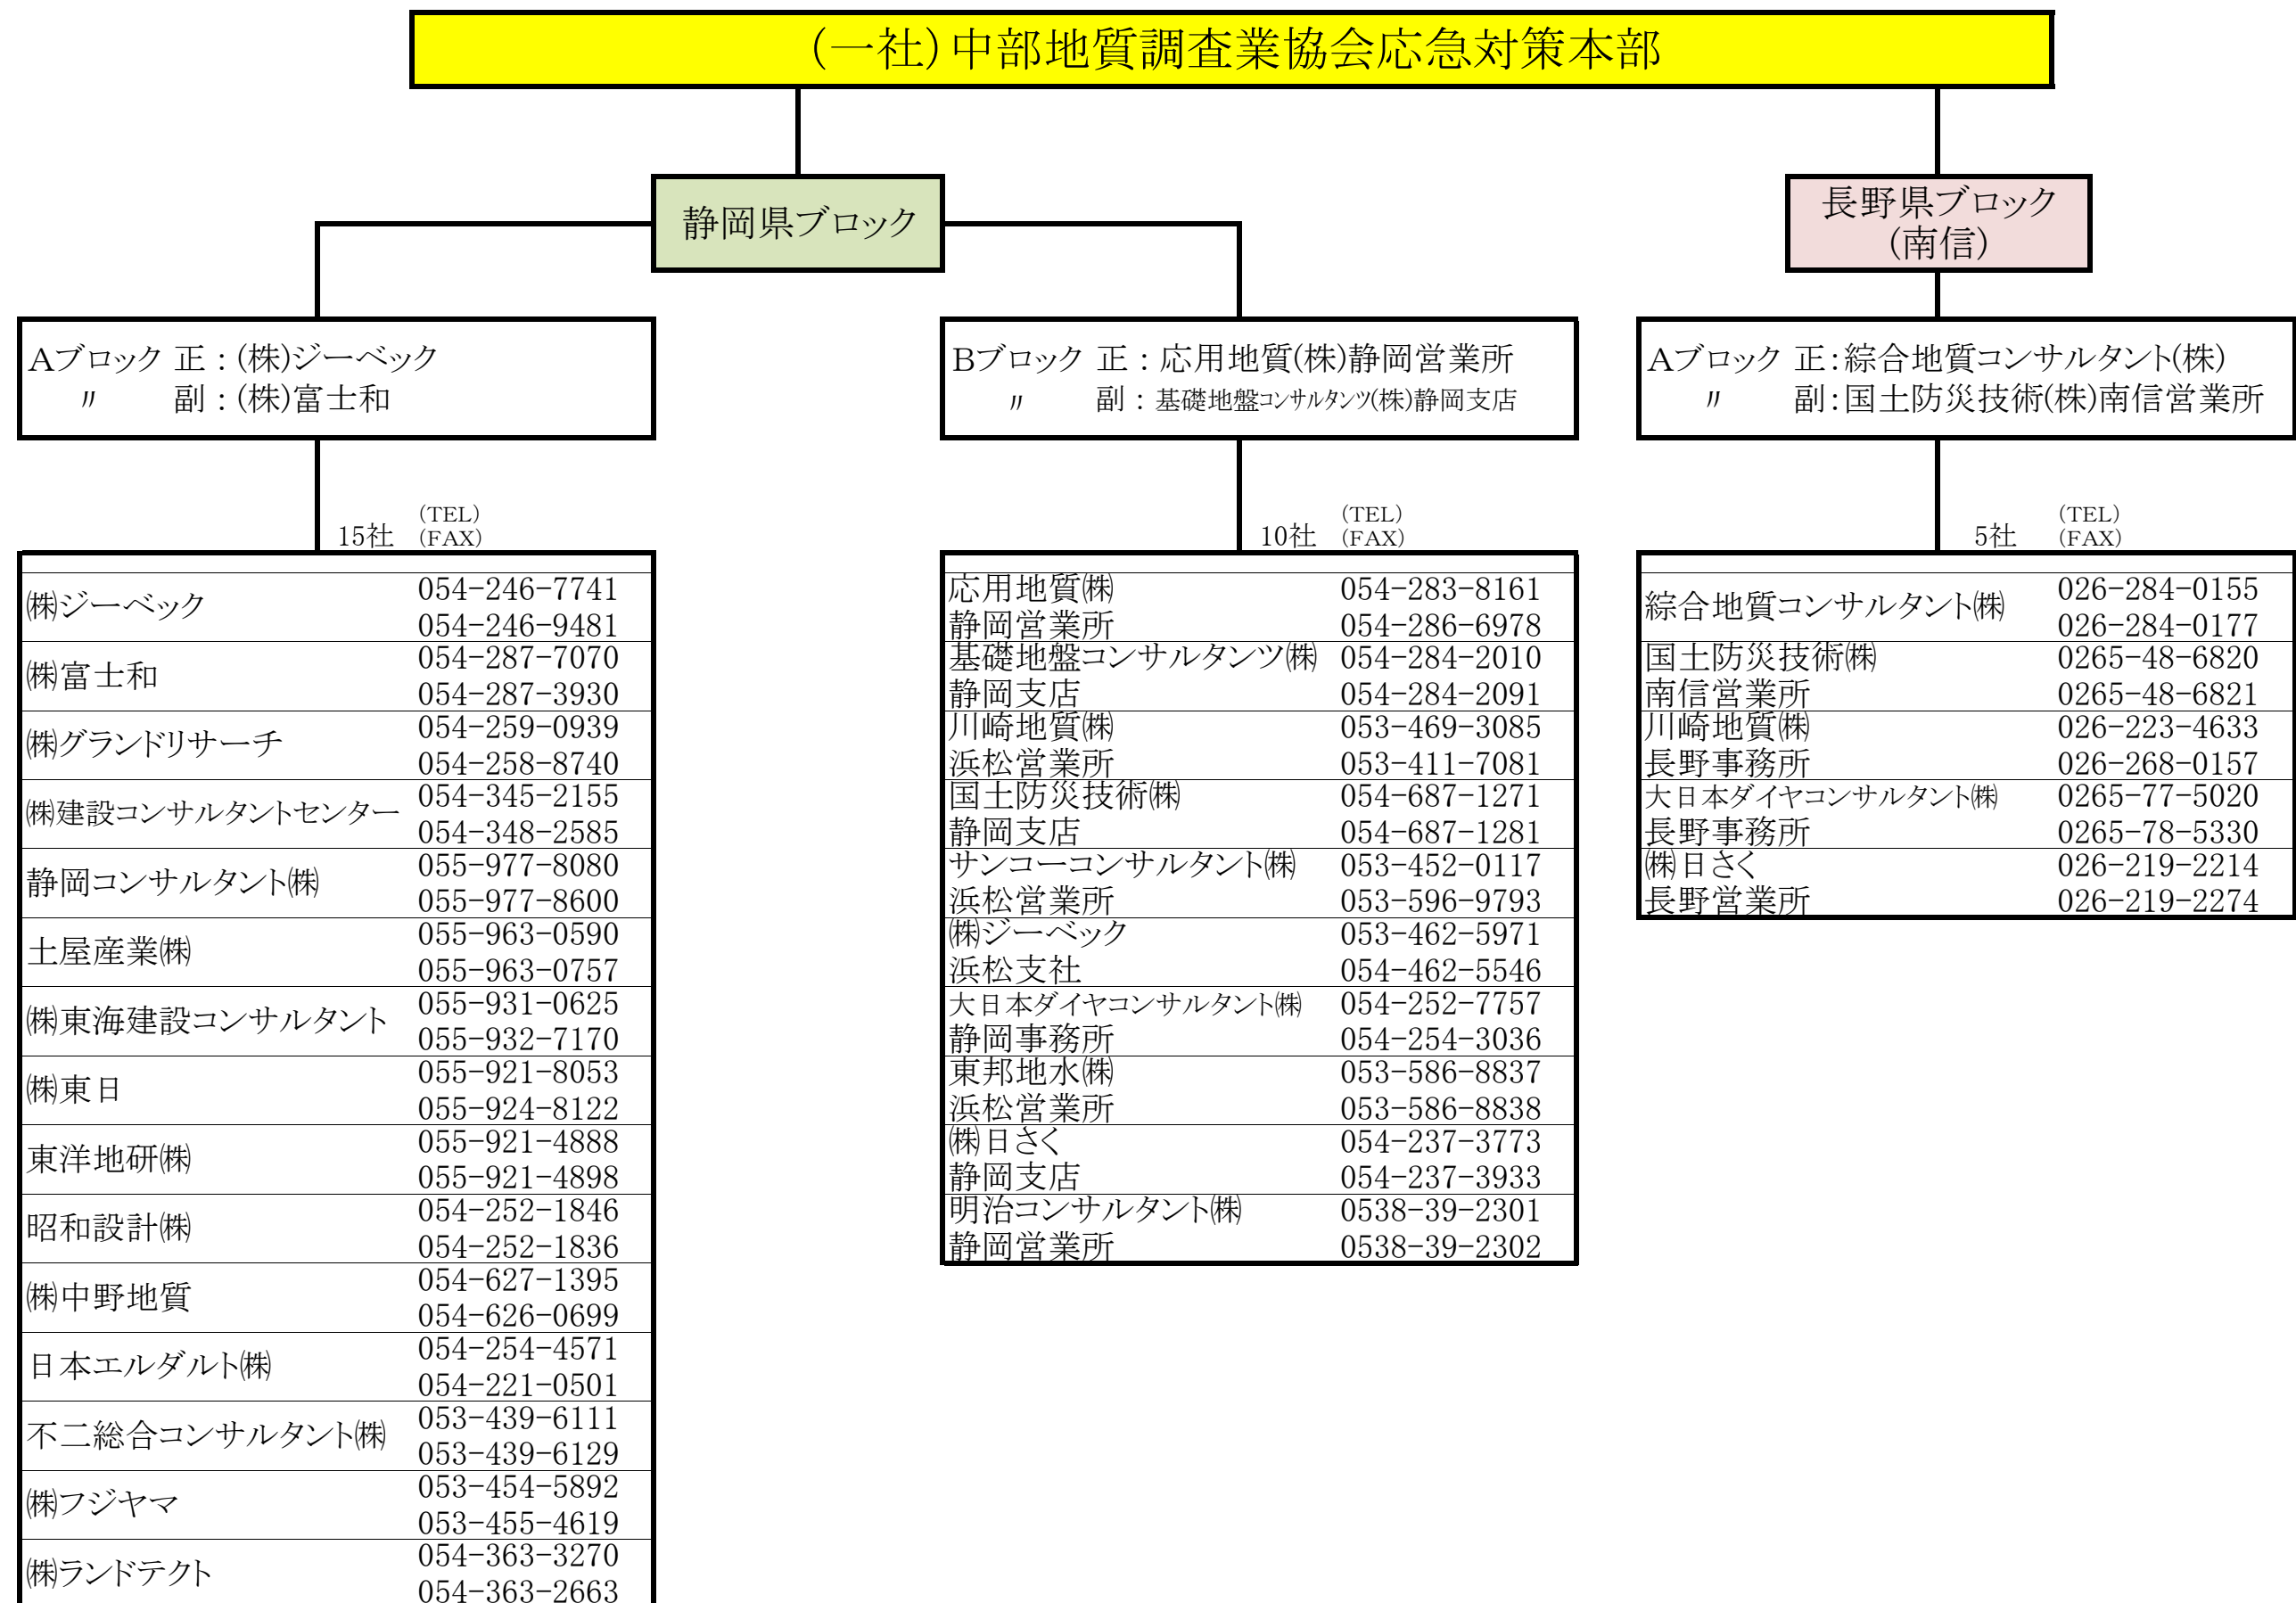 (一社)中部地質調査業協会応急対策本部
静岡県ブロック
長野県ブロック
(南信)
Aブロック 正：(株)ジーベック
〃 副：(株)富士和
Bブロック 正：応用地質(株)静岡営業所
〃 副：基礎地盤コンサルタンツ(株)静岡支店
Aブロック 正：綜合地質コンサルタント(株)
〃 副：国土防災技術(株)南信営業所
15社 (TEL)
(FAX)
㈱ジーベック 054-246-7741
054-246-9481
㈱富士和 054-287-7070
054-287-3930
㈱グランドリサーチ 054-259-0939
054-258-8740
㈱建設コンサルタントセンター 054-345-2155
054-348-2585
静岡コンサルタント㈱ 055-977-8080
055-977-8600
土屋産業㈱ 055-963-0590
055-963-0757
㈱東海建設コンサルタント 055-931-0625
055-932-7170
㈱東日 055-921-8053
055-924-8122
東洋地研㈱ 055-921-4888
055-921-4898
昭和設計㈱ 054-252-1846
054-252-1836
㈱中野地質 054-627-1395
054-626-0699
日本エルダルト㈱ 054-254-4571
054-221-0501
不二総合コンサルタント㈱ 053-439-6111
053-439-6129
㈱フジヤマ 053-454-5892
053-455-4619
㈱ランドテクト 054-363-3270
054-363-2663
10社 (TEL)
(FAX)
応用地質㈱ 054-283-8161
静岡営業所 054-286-6978
基礎地盤コンサルタンツ㈱ 054-284-2010
静岡支店 054-284-2091
川崎地質㈱ 053-469-3085
浜松営業所 053-411-7081
国土防災技術㈱ 054-687-1271
静岡支店 054-687-1281
サンコーコンサルタント㈱ 053-452-0117
浜松営業所 053-596-9793
㈱ジーベック 053-462-5971
浜松支社 054-462-5546
大日本ダイヤコンサルタント㈱ 054-252-7757
静岡事務所 054-254-3036
東邦地水㈱ 053-586-8837
浜松営業所 053-586-8838
㈱日さく 054-237-3773
静岡支店 054-237-3933
明治コンサルタント㈱ 0538-39-2301
静岡営業所 0538-39-2302
5社 (TEL)
(FAX)
綜合地質コンサルタント㈱ 026-284-0155
026-284-0177
国土防災技術㈱ 0265-48-6820
南信営業所 0265-48-6821
川崎地質㈱ 026-223-4633
長野事務所 026-268-0157
大日本ダイヤコンサルタント㈱ 0265-77-5020
長野事務所 0265-78-5330
㈱日さく 026-219-2214
長野営業所 026-219-2274